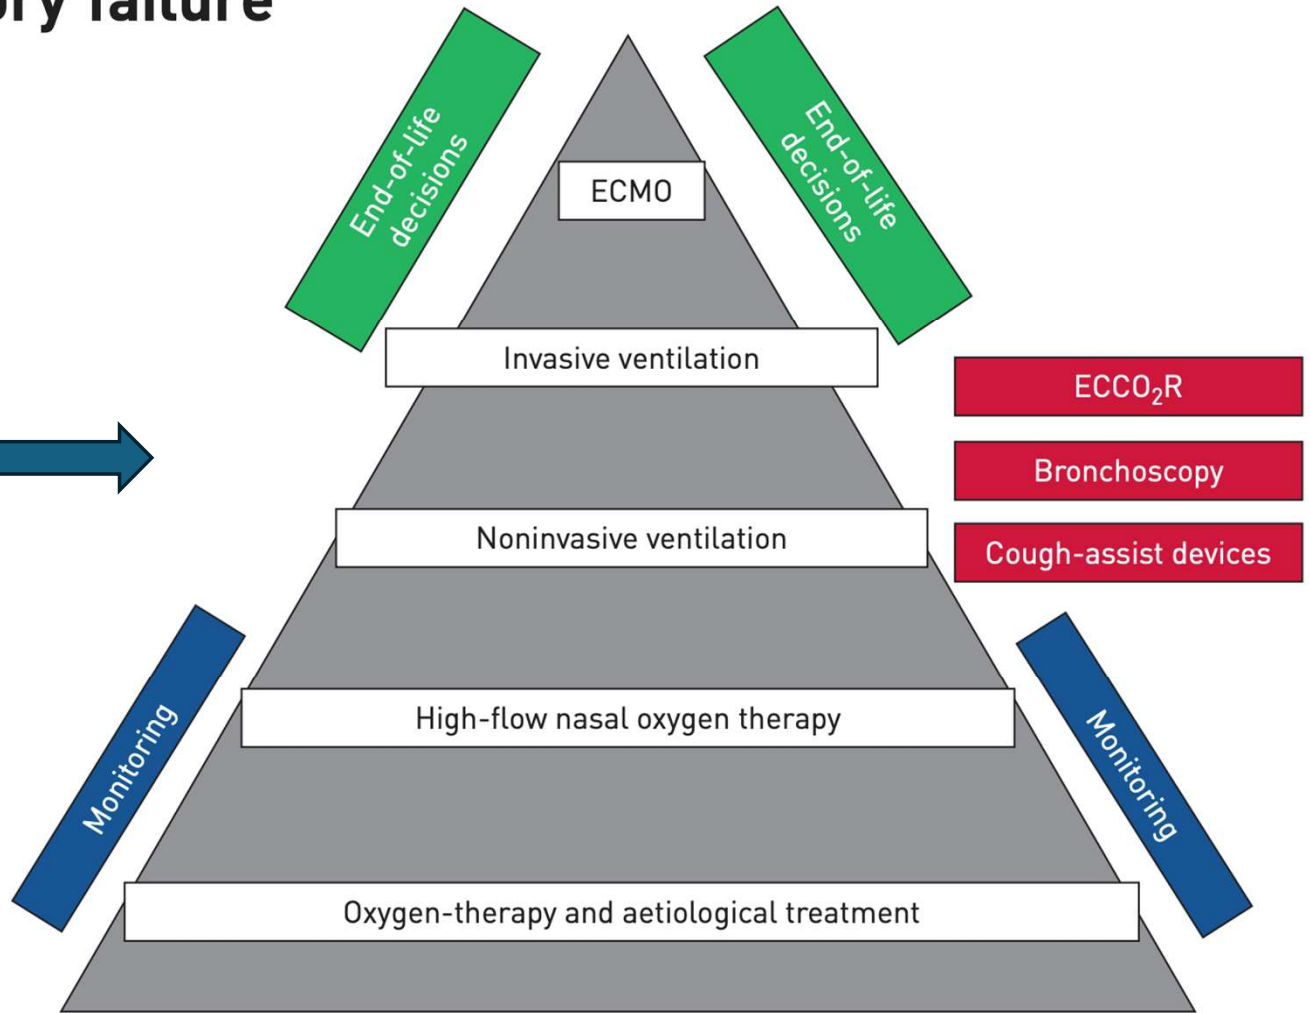 failure
End-of-life
decisions
End-of-life
decisions
ECMO
Invasive ventilation
ECCO₂R
Bronchoscopy
Noninvasive ventilation
Cough-assist devices
High-flow nasal oxygen therapy
Monitoring
Monitoring
Oxygen-therapy and aetiological treatment